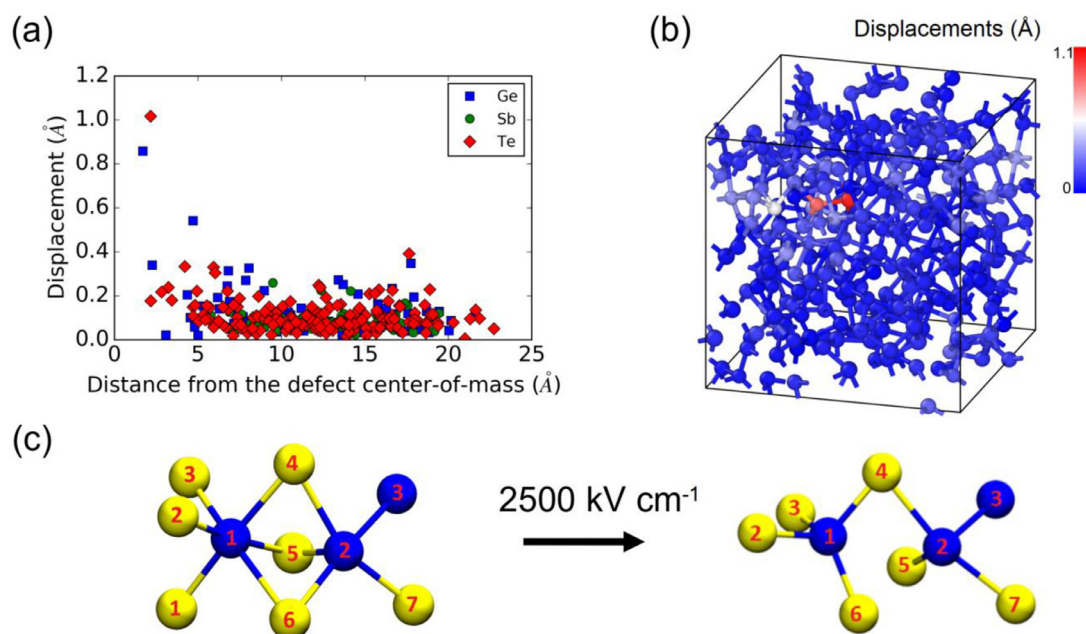 (a)
1.2
1.0
0.8
0.6
0.4
0.2
0.0
Displacement (Å)
Ge
Sb
Te
0 5 10 15 20 25
Distance from the defect center-of-mass (Å)
(b)
Displacements (Å)
1.1
0
(c)
3
4
3
2
1
5
2
1
6
7
2500 kV cm⁻¹
4
3
3
2
1
2
5
6
7